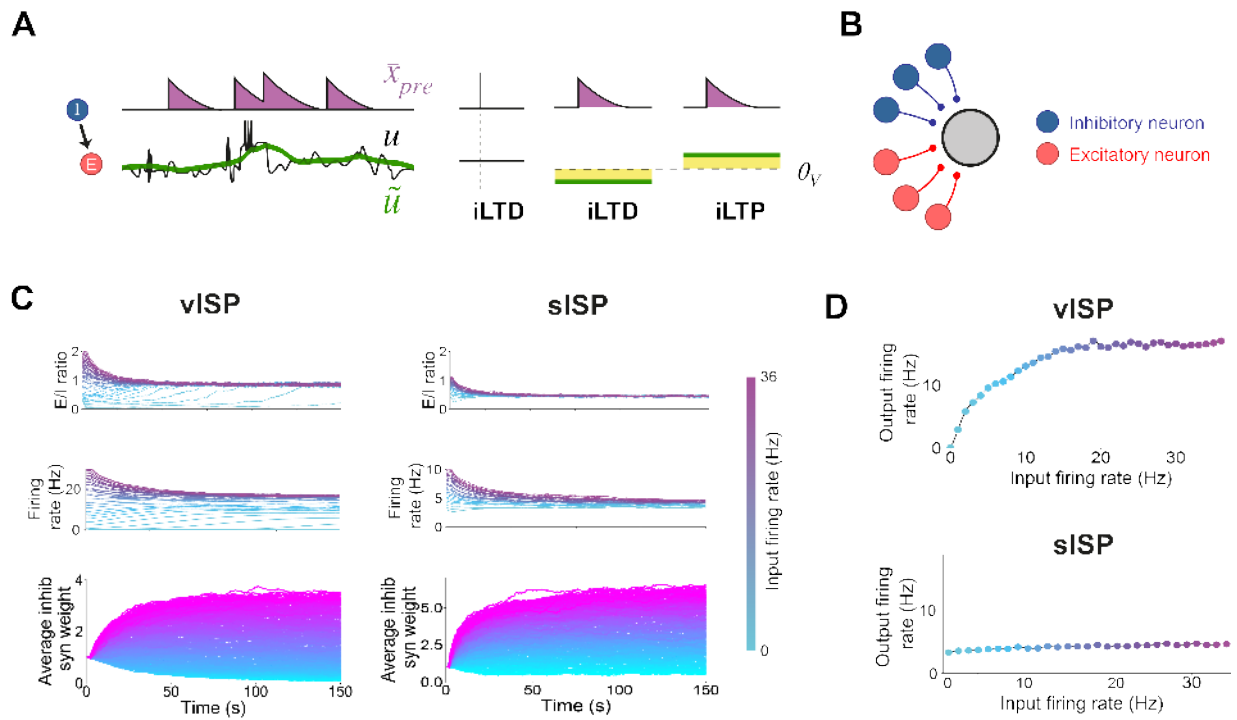 A
x̄pre
I
E
u
ũ
θV
iLTD
iLTD
iLTP
B
Inhibitory neuron
Excitatory neuron
C
vISP
sISP
E/I ratio
2
1
0
E/I ratio
2
1
0
Firing
rate (Hz)
20
0
Firing
rate (Hz)
10
5
0
Average inhib
syn weight
4
2
0
0
50
100
150
Time (s)
Average inhib
syn weight
5.0
2.5
0.0
0
50
100
150
Time (s)
36
Input firing rate (Hz)
0
D
vISP
Output firing
rate (Hz)
10
0
10
20
30
Input firing rate (Hz)
sISP
Output firing
rate (Hz)
10
0
0
10
20
30
Input firing rate (Hz)